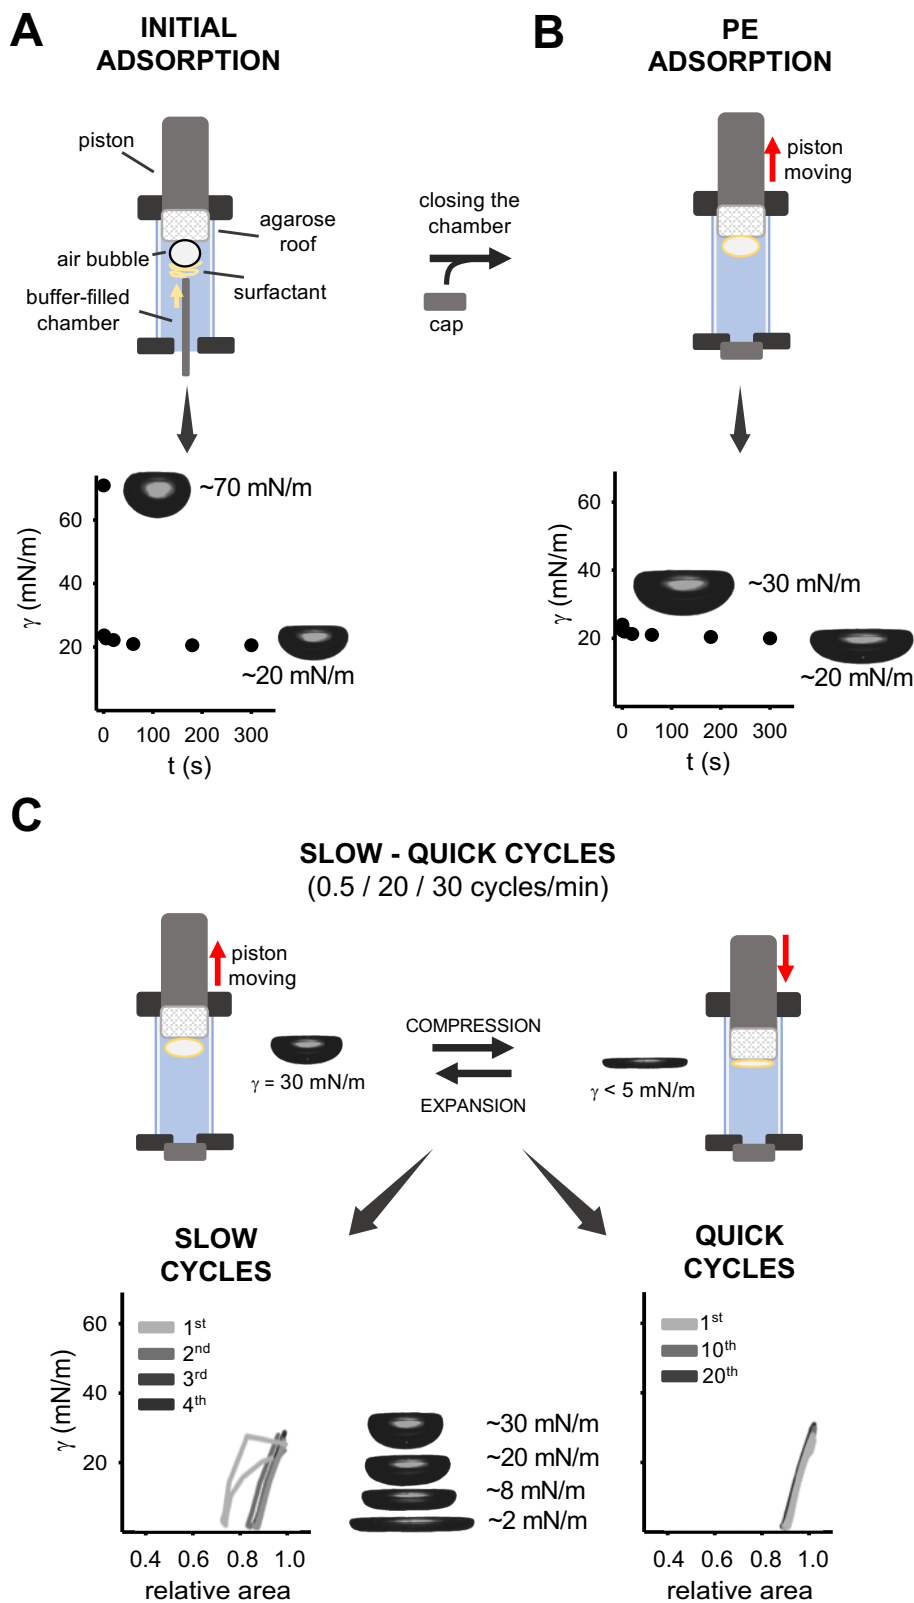 A
INITIAL
ADSORPTION
piston
agarose
roof
air bubble
surfactant
buffer-filled
chamber
closing the
chamber
cap
B
PE
ADSORPTION
piston
moving
γ (mN/m)
60
40
20
~70 mN/m
~20 mN/m
0 100 200 300
t (s)
γ (mN/m)
60
40
20
~30 mN/m
~20 mN/m
0 100 200 300
t (s)
C
SLOW - QUICK CYCLES
(0.5 / 20 / 30 cycles/min)
piston
moving
γ = 30 mN/m
COMPRESSION
EXPANSION
γ < 5 mN/m
SLOW
CYCLES
γ (mN/m)
60
40
20
1st
2nd
3rd
4th
0.4 0.6 0.8 1.0
relative area
~30 mN/m
~20 mN/m
~8 mN/m
~2 mN/m
QUICK
CYCLES
1st
10th
20th
0.4 0.6 0.8 1.0
relative area